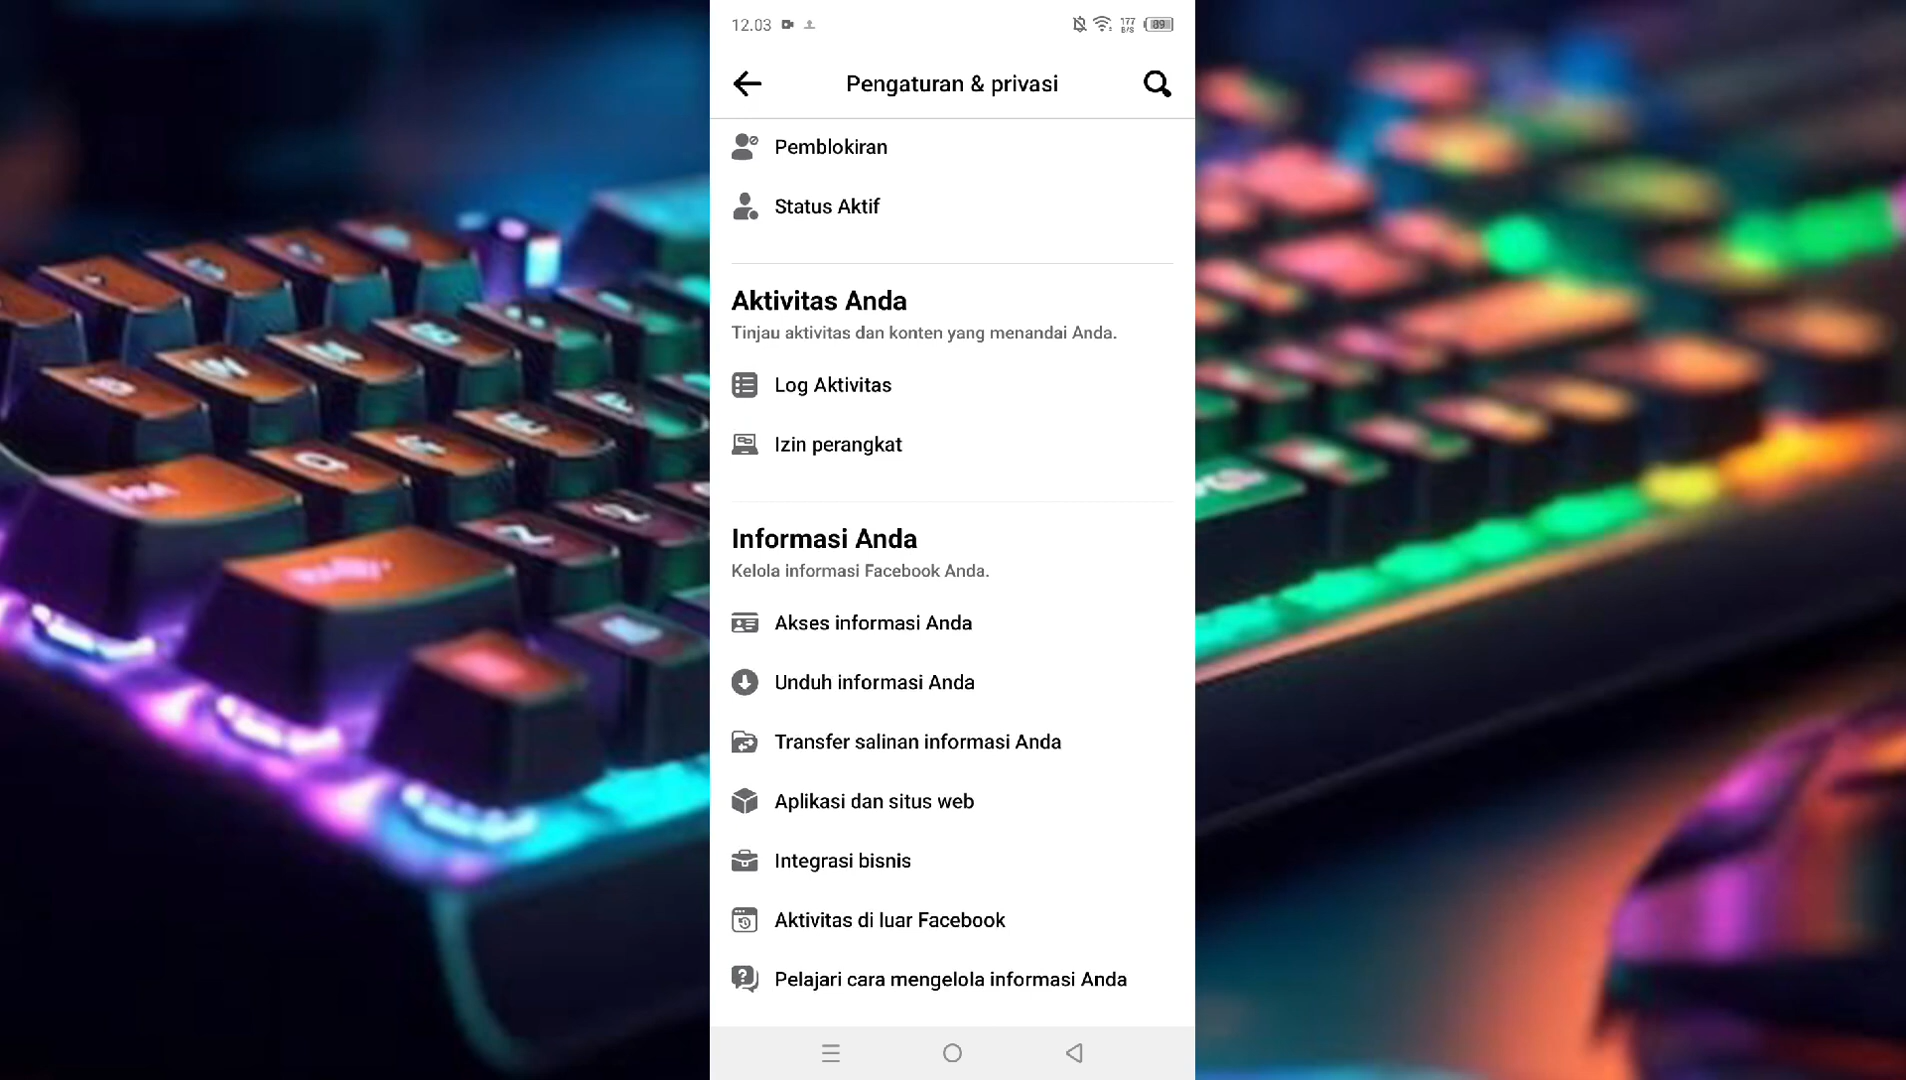 12.03
177
B/S
89
Pengaturan & privasi
Pemblokiran
Status Aktif
Aktivitas Anda
Tinjau aktivitas dan konten yang menandai Anda.
Log Aktivitas
Izin perangkat
Informasi Anda
Kelola informasi Facebook Anda.
Akses informasi Anda
Unduh informasi Anda
Transfer salinan informasi Anda
Aplikasi dan situs web
Integrasi bisnis
Aktivitas di luar Facebook
Pelajari cara mengelola informasi Anda